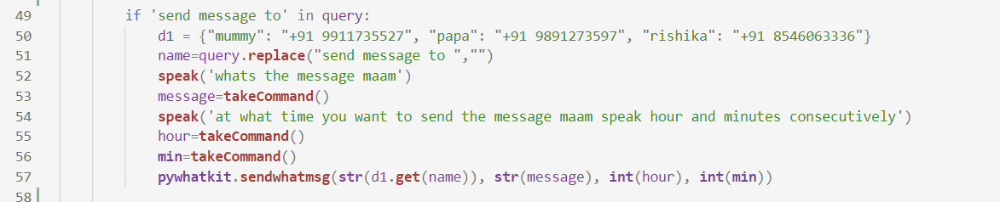 49 if 'send message to' in query:
50 d1 = {"mummy": "+91 9911735527", "papa": "+91 9891273597", "rishika": "+91 8546063336"}
51 name=query.replace("send message to ","")
52 speak('whats the message maam')
53 message=takeCommand()
54 speak('at what time you want to send the message maam speak hour and minutes consecutively')
55 hour=takeCommand()
56 min=takeCommand()
57 pywhatkit.sendwhatmsg(str(d1.get(name)), str(message), int(hour), int(min))
58